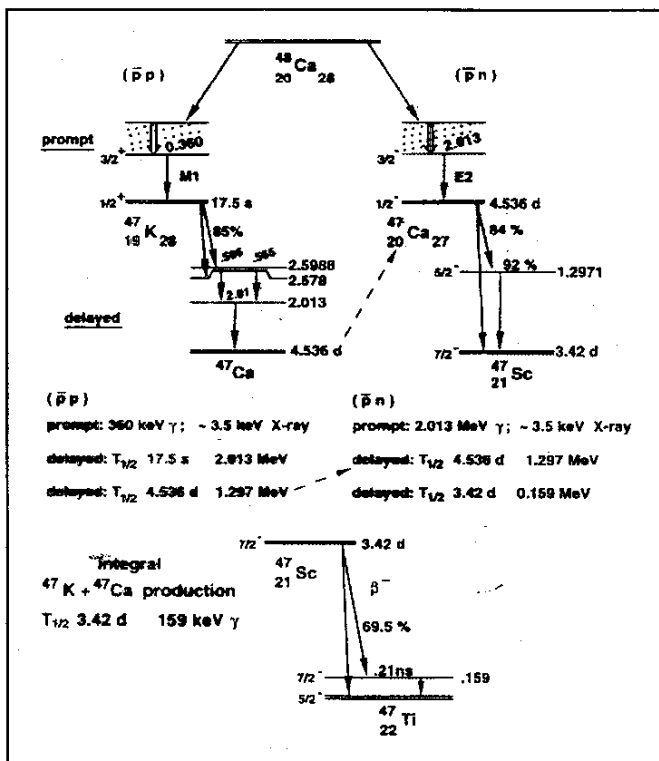 48
20 Ca 28
(p̄p)
(p̄n)
prompt
0.360
3/2+
M1
1/2+
17.5 s
47
19 K 28
85%
.586
.565
2.5988
2.578
2.01
2.013
delayed
4.536 d
47Ca
2.013
3/2-
E2
1/2-
4.536 d
47
20 Ca 27
84 %
5/2-
92 %
1.2971
7/2-
3.42 d
47
21 Sc
(p̄p)
prompt: 360 keV γ; ~ 3.5 keV X-ray
delayed: T1/2 17.5 s 2.013 MeV
delayed: T1/2 4.536 d 1.297 MeV
(p̄n)
prompt: 2.013 MeV γ; ~ 3.5 keV X-ray
delayed: T1/2 4.536 d 1.297 MeV
delayed: T1/2 3.42 d 0.159 MeV
Integral
47K + 47Ca production
T1/2 3.42 d 159 keV γ
7/2-
3.42 d
47
21 Sc
β-
69.5 %
7/2-
.21ns
.159
5/2-
47
22 Ti